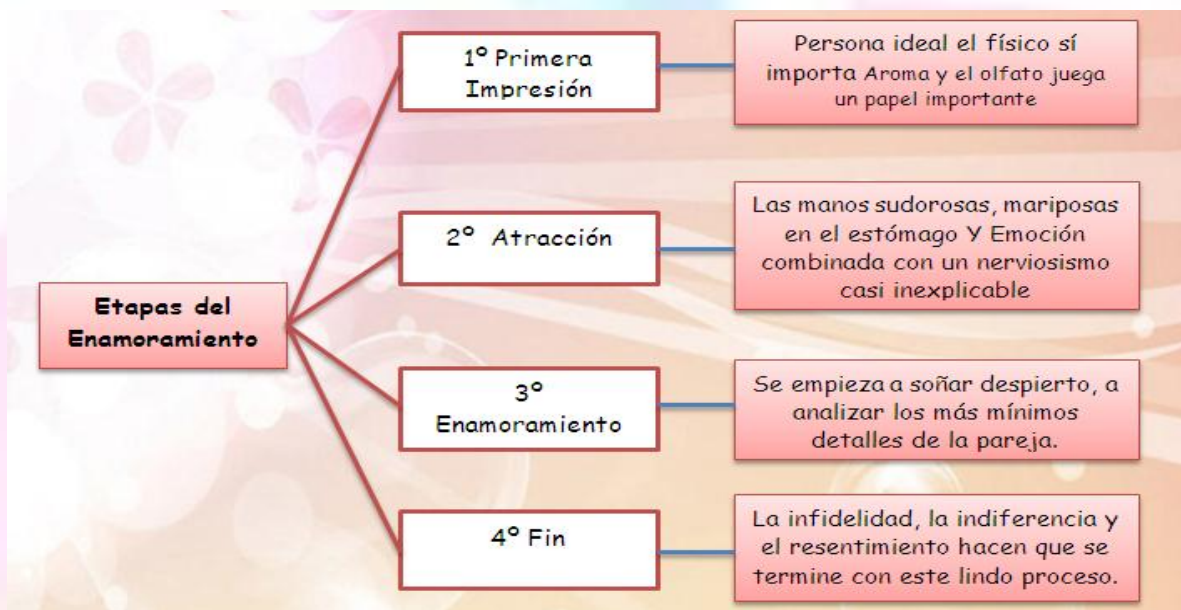 Etapas del
Enamoramiento
1º Primera
Impresión
Persona ideal el físico sí
importa Aroma y el olfato juega
un papel importante
2º Atracción
Las manos sudorosas, mariposas
en el estómago Y Emoción
combinada con un nerviosismo
casi inexplicable
3º
Enamoramiento
Se empieza a soñar despierto, a
analizar los más mínimos
detalles de la pareja.
4º Fin
La infidelidad, la indiferencia y
el resentimiento hacen que se
termine con este lindo proceso.